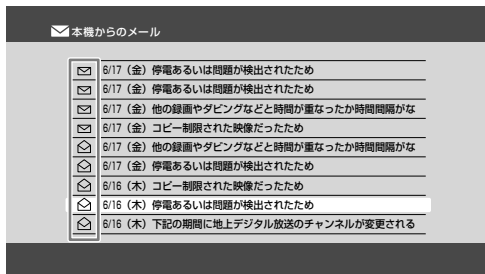 本機からのメール
6/17（金）停電あるいは問題が検出されたため
6/17（金）停電あるいは問題が検出されたため
6/17（金）他の録画やダビングなどと時間が重なったか時間間隔がな
6/17（金）コピー制限された映像だったため
6/17（金）他の録画やダビングなどと時間が重なったか時間間隔がな
6/17（金）停電あるいは問題が検出されたため
6/16（木）コピー制限された映像だったため
6/16（木）停電あるいは問題が検出されたため
6/16（木）下記の期間に地上デジタル放送のチャンネルが変更される